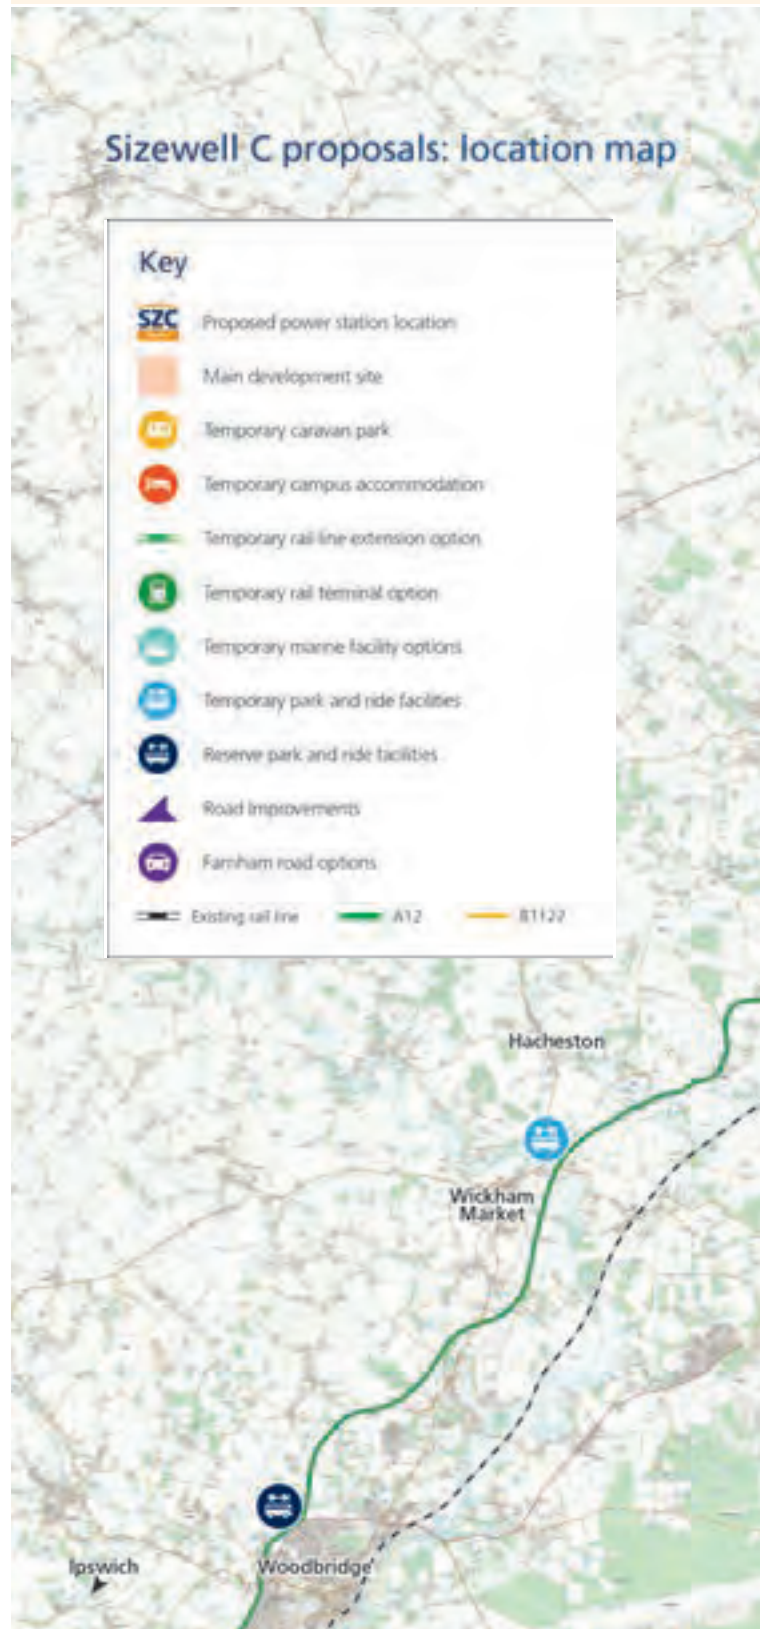 Sizewell C proposals: location map
Key
SZC
Proposed power station location
Main development site
Temporary caravan park
Temporary campus accommodation
Temporary rail line extension option
Temporary rail terminal option
Temporary marine facility options
Temporary park and ride facilities
Reserve park and ride facilities
Road improvements
Farnham road options
Existing rail line
A12
B1122
Hacheston
Wickham
Market
Ipswich
Woodbridge